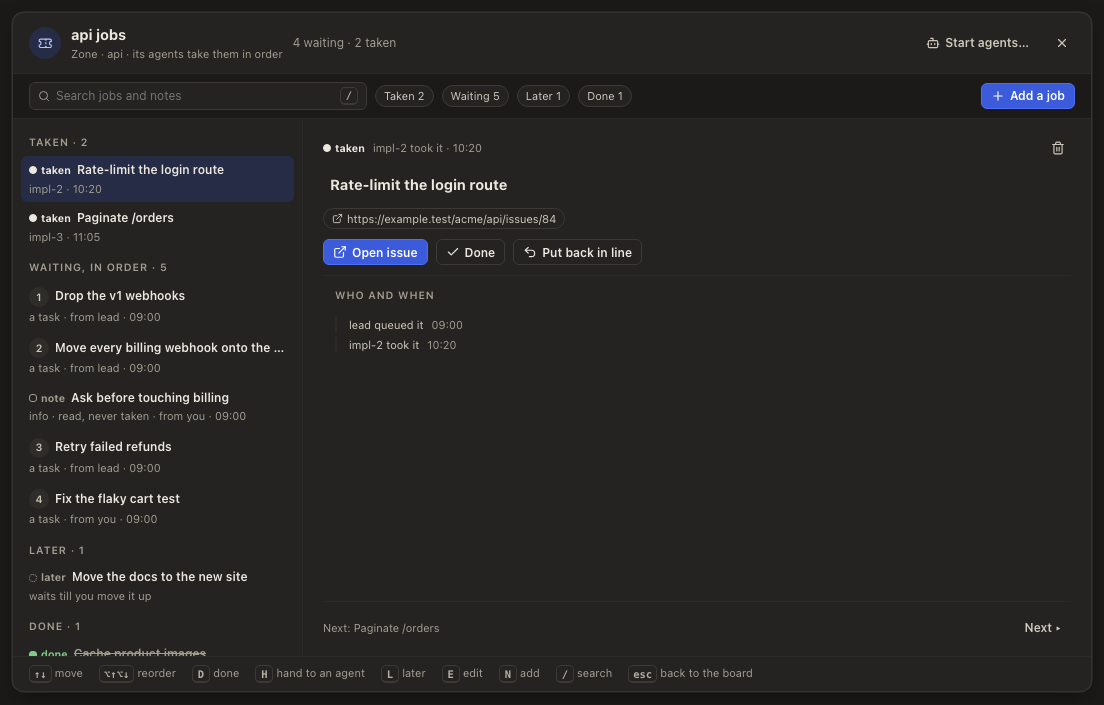 api jobs
Zone · api · its agents take them in order
4 waiting · 2 taken
Start agents...
Search jobs and notes
/
Taken 2
Waiting 5
Later 1
Done 1
+ Add a job
TAKEN · 2
taken Rate-limit the login route
impl-2 · 10:20
taken Paginate /orders
impl-3 · 11:05
WAITING, IN ORDER · 5
1 Drop the v1 webhooks
a task · from lead · 09:00
2 Move every billing webhook onto the ...
a task · from lead · 09:00
note Ask before touching billing
info · read, never taken · from you · 09:00
3 Retry failed refunds
a task · from lead · 09:00
4 Fix the flaky cart test
a task · from you · 09:00
LATER · 1
later Move the docs to the new site
waits till you move it up
DONE · 1
done Cache product images
taken impl-2 took it · 10:20
Rate-limit the login route
https://example.test/acme/api/issues/84
Open issue
Done
Put back in line
WHO AND WHEN
lead queued it 09:00
impl-2 took it 10:20
Next: Paginate /orders
Next ▸
↑↓ move
⌥↑⌥↓ reorder
D done
H hand to an agent
L later
E edit
N add
/ search
esc back to the board